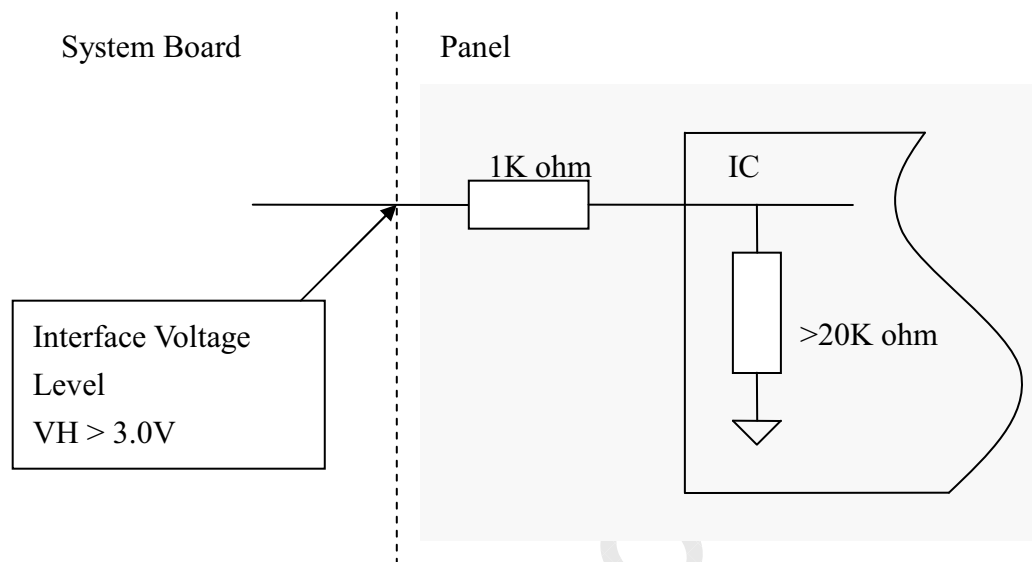 System Board
Panel
1K ohm
IC
>20K ohm
Interface Voltage
Level
VH > 3.0V